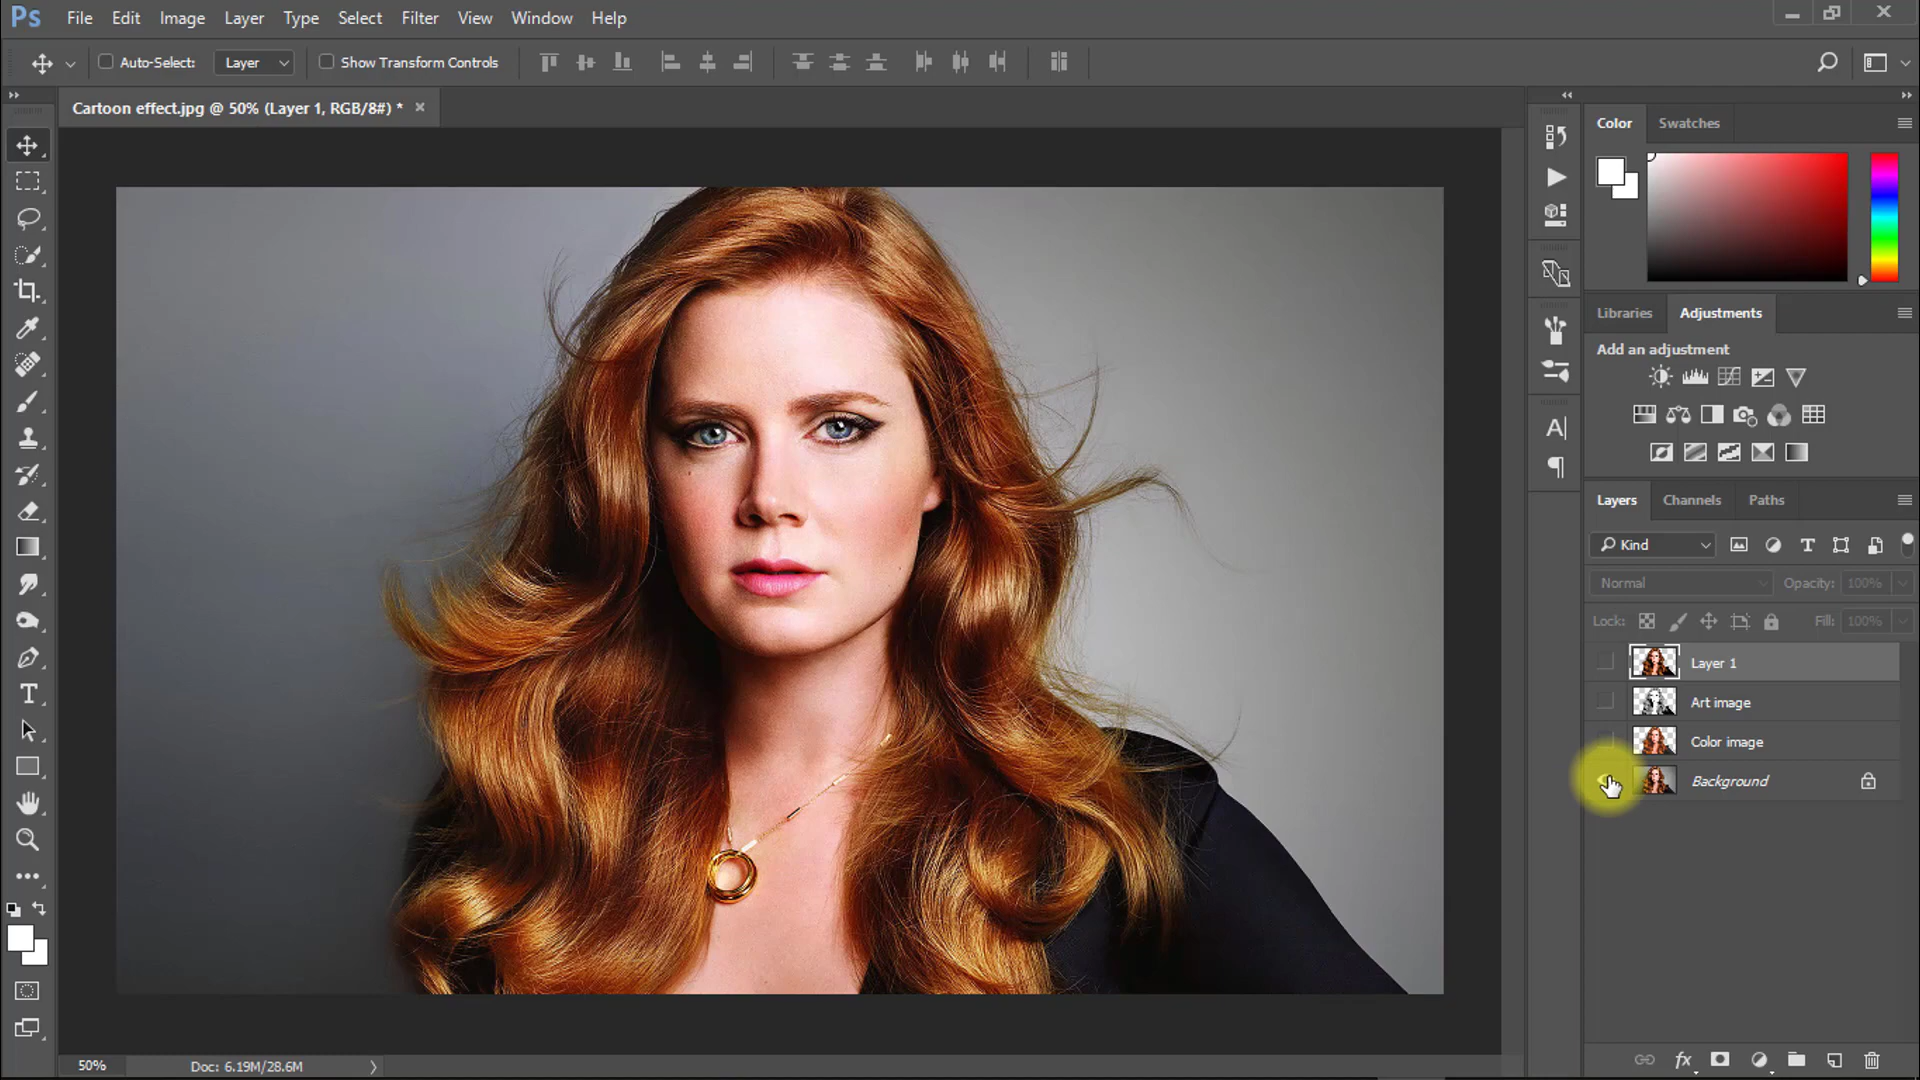 Ps File Edit Image Layer Type Select Filter View Window Help
Auto-Select: Layer Show Transform Controls
Cartoon effect.jpg @ 50% (Layer 1, RGB/8#) * ×
Color Swatches
Libraries Adjustments
Add an adjustment
Layers Channels Paths
Kind
Normal Opacity: 100%
Lock: Fill: 100%
Layer 1
Art image
Color image
Background
50% Doc: 6.19M/28.6M